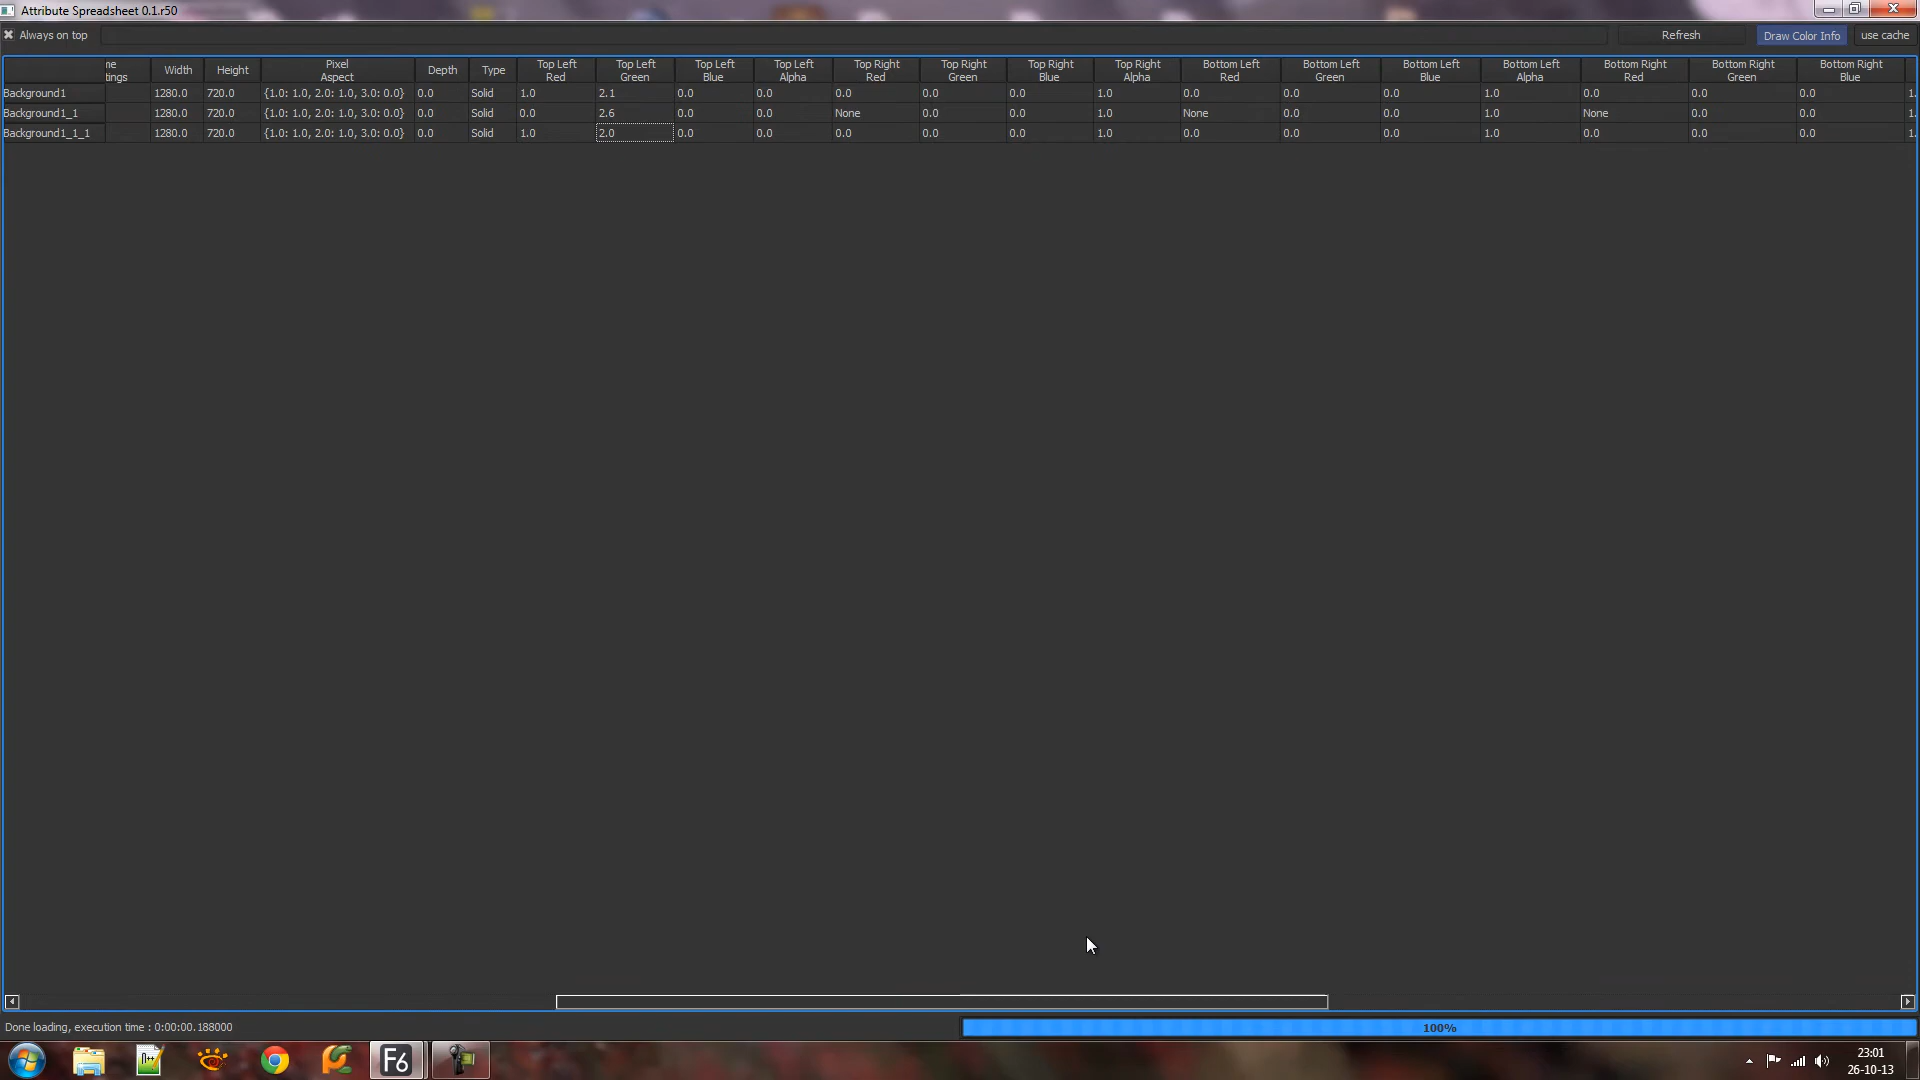 Attribute Spreadsheet 0.1.r50
Always on top Refresh Draw Color Info use cache
me Width Height Pixel Depth Type Top Left Top Left Top Left Top Left Top Right Top Right Top Right Top Right Bottom Left Bottom Left Bottom Left Bottom Left Bottom Right Bottom Right Bottom Right
tings Aspect Red Green Blue Alpha Red Green Blue Alpha Red Green Blue Alpha Red Green Blue
Background1 1280.0 720.0 {1.0: 1.0, 2.0: 1.0, 3.0: 0.0} 0.0 Solid 1.0 2.1 0.0 0.0 0.0 0.0 0.0 1.0 0.0 0.0 0.0 1.0 0.0 0.0 0.0 1.
Background1_1 1280.0 720.0 {1.0: 1.0, 2.0: 1.0, 3.0: 0.0} 0.0 Solid 0.0 2.6 0.0 0.0 None 0.0 0.0 1.0 None 0.0 0.0 1.0 None 0.0 0.0 1.
Background1_1_1 1280.0 720.0 {1.0: 1.0, 2.0: 1.0, 3.0: 0.0} 0.0 Solid 1.0 2.0 0.0 0.0 0.0 0.0 0.0 1.0 0.0 0.0 0.0 1.0 0.0 0.0 0.0 1.
Done loading, execution time : 0:00:00.188000 100%
F6
23:01
26-10-13